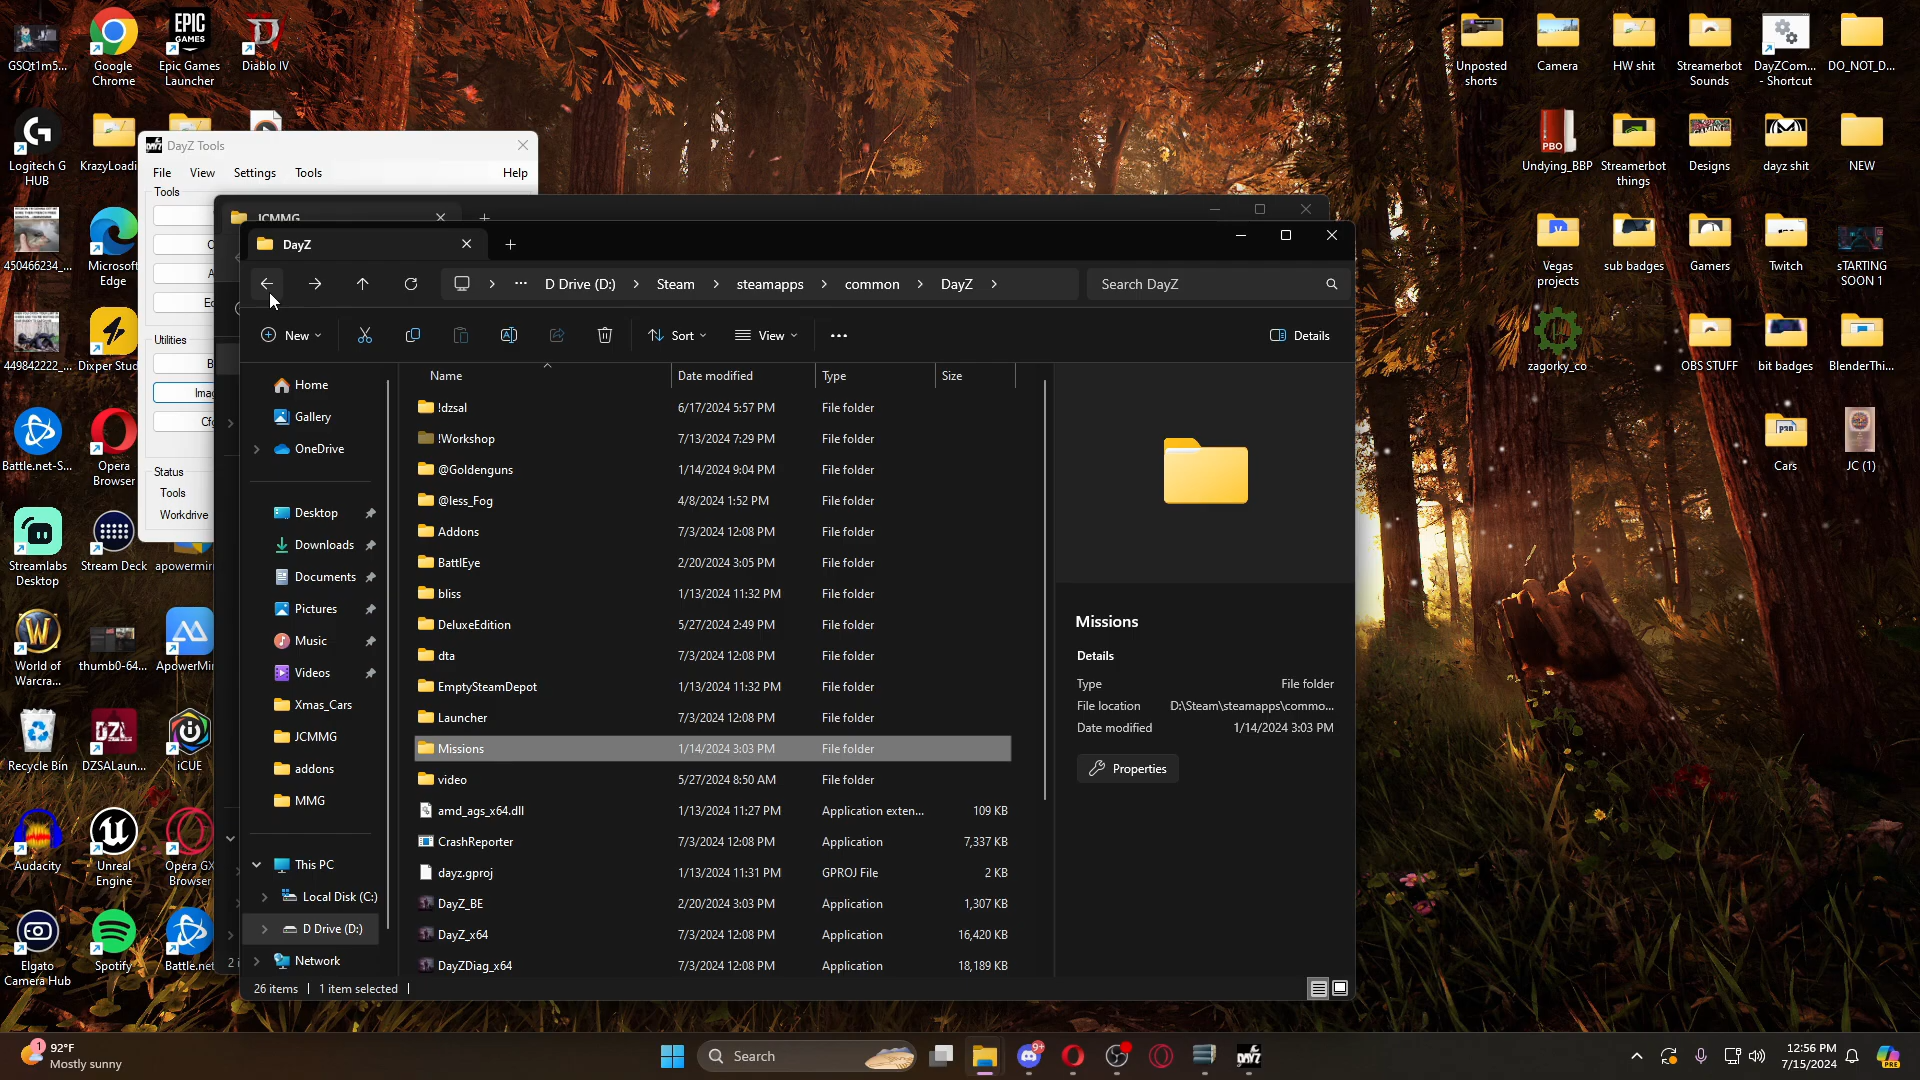 GSQt1m5...
Google
Chrome
Epic Games
Launcher
Diablo IV
Logitech G
HUB
KrazyLoadi
450466234_...
Microsoft
Edge
449842222_...
Dixper Stud
Battle.net-S...
Opera
Browser
Streamlabs
Desktop
Stream Deck
apowermir
World of
Warcra...
thumb0-64...
ApowerMir
Recycle Bin
DZSALaun...
iCUE
Audacity
Unreal
Engine
Opera GX
Browser
Elgato
Camera Hub
Spotify
Battle.net
EPIC
GAMES
DZL
Unposted
shorts
Camera
HW shit
Streamerbot
Sounds
DayZCom...
- Shortcut
DO_NOT_D...
PBO
Undying_BBP
Streamerbot
things
Designs
dayz shit
NEW
Vegas
projects
sub badges
Gamers
Twitch
sTARTING
SOON 1
zagorky_co
OBS STUFF
bit badges
BlenderThi...
P3D
Cars
JC (1)
DayZ Tools
File View Settings Tools Help
Tools
Utilities
Status
Tools
Workdrive
JCMMG
DayZ
D Drive (D:) Steam steamapps common DayZ
Search DayZ
New
Sort
View
Details
Home
Gallery
OneDrive
Desktop
Downloads
Documents
Pictures
Music
Videos
Xmas_Cars
JCMMG
addons
MMG
This PC
Local Disk (C:)
D Drive (D:)
Network
Name Date modified Type Size
!dzsal 6/17/2024 5:57 PM File folder
!Workshop 7/13/2024 7:29 PM File folder
@Goldenguns 1/14/2024 9:04 PM File folder
@less_Fog 4/8/2024 1:52 PM File folder
Addons 7/3/2024 12:08 PM File folder
BattlEye 2/20/2024 3:05 PM File folder
bliss 1/13/2024 11:32 PM File folder
DeluxeEdition 5/27/2024 2:49 PM File folder
dta 7/3/2024 12:08 PM File folder
EmptySteamDepot 1/13/2024 11:32 PM File folder
Launcher 7/3/2024 12:08 PM File folder
Missions 1/14/2024 3:03 PM File folder
video 5/27/2024 8:50 AM File folder
amd_ags_x64.dll 1/13/2024 11:27 PM Application exten... 109 KB
CrashReporter 7/3/2024 12:08 PM Application 7,337 KB
dayz.gproj 1/13/2024 11:31 PM GPROJ File 2 KB
DayZ_BE 2/20/2024 3:03 PM Application 1,307 KB
DayZ_x64 7/3/2024 12:08 PM Application 16,420 KB
DayZDiag_x64 7/3/2024 12:08 PM Application 18,189 KB
Missions
Details
Type File folder
File location D:\Steam\steamapps\commo...
Date modified 1/14/2024 3:03 PM
Properties
26 items 1 item selected
92°F
Mostly sunny
Search
12:56 PM
7/15/2024